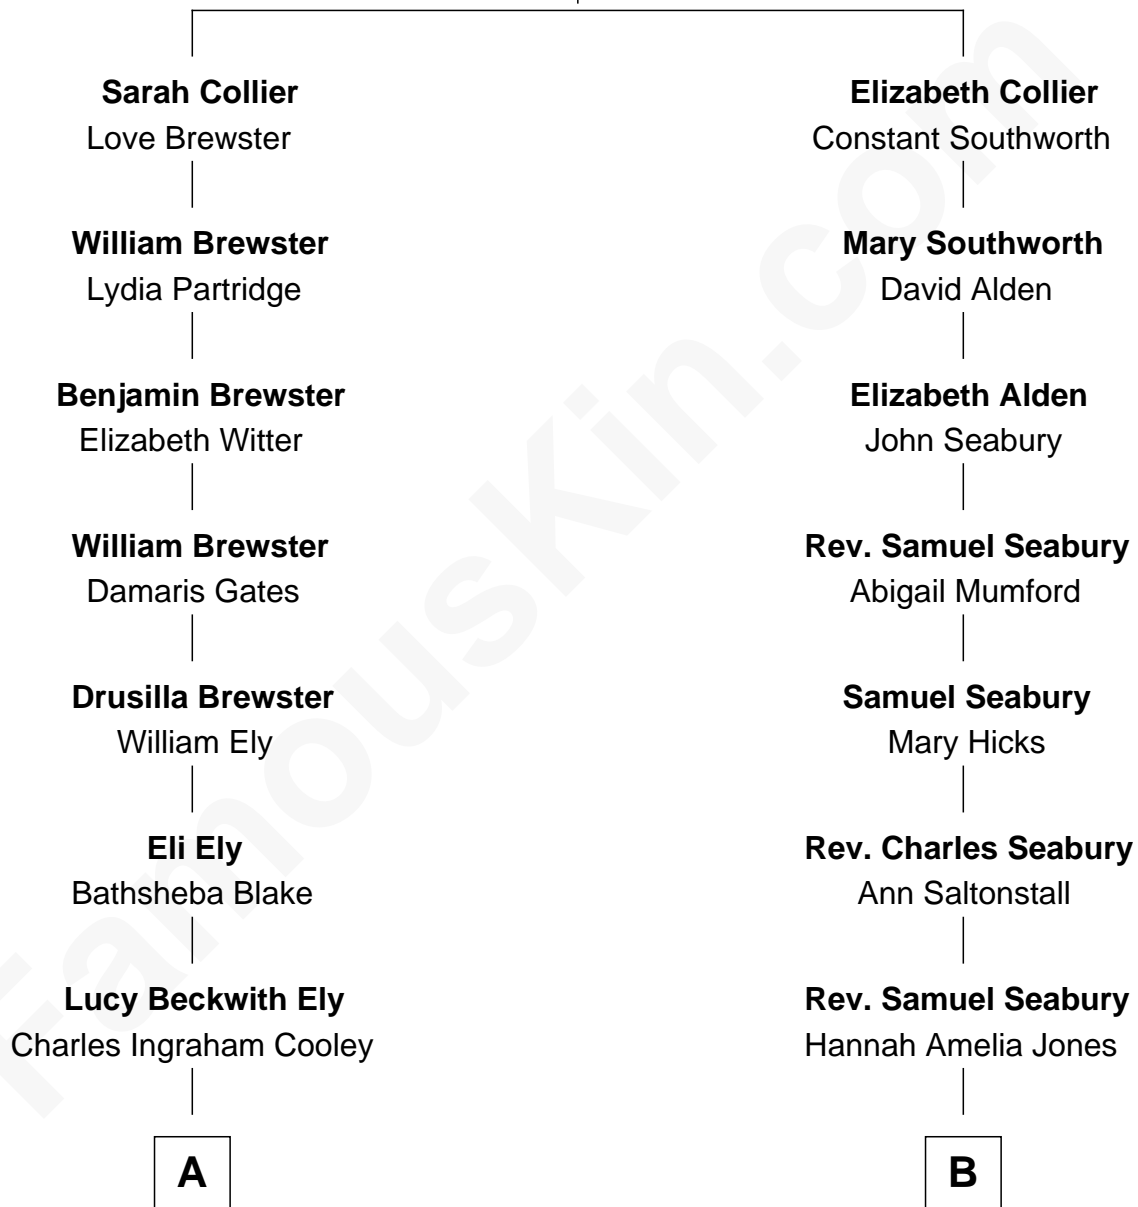 Sarah Collier
Love Brewster
William Brewster
Lydia Partridge
Benjamin Brewster
Elizabeth Witter
William Brewster
Damaris Gates
Drusilla Brewster
William Ely
Eli Ely
Bathsheba Blake
Lucy Beckwith Ely
Charles Ingraham Cooley
A
Elizabeth Collier
Constant Southworth
Mary Southworth
David Alden
Elizabeth Alden
John Seabury
Rev. Samuel Seabury
Abigail Mumford
Samuel Seabury
Mary Hicks
Rev. Charles Seabury
Ann Saltonstall
Rev. Samuel Seabury
Hannah Amelia Jones
B
FamousKin.com